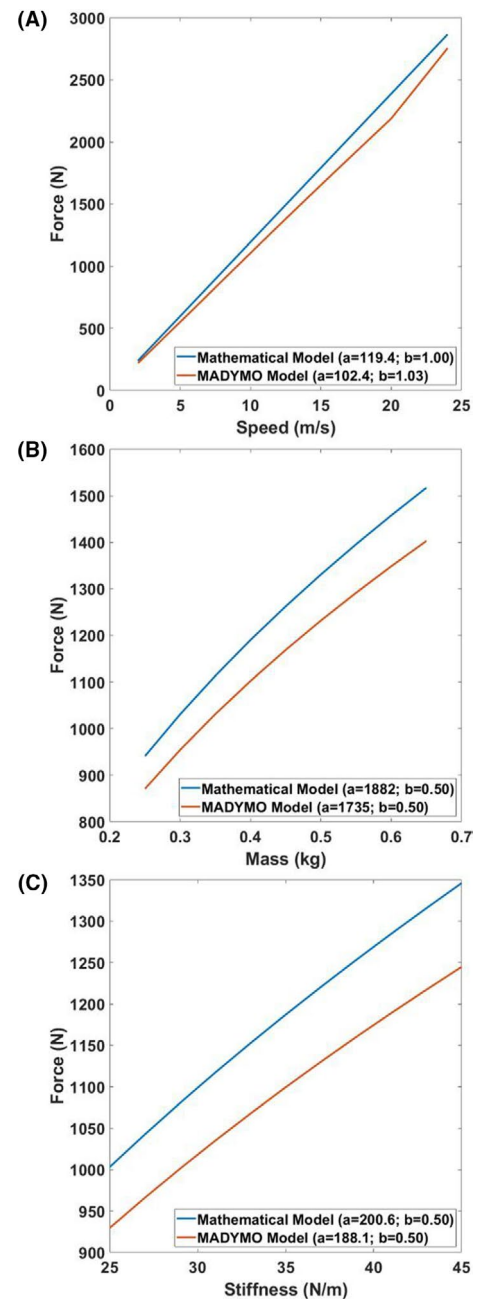 (A)
3000
2500
2000
1500
1000
500
0
Force (N)
Mathematical Model (a=119.4; b=1.00)
MADYMO Model (a=102.4; b=1.03)
0 5 10 15 20 25
Speed (m/s)
(B)
1600
1500
1400
1300
1200
1100
1000
900
800
Force (N)
Mathematical Model (a=1882; b=0.50)
MADYMO Model (a=1735; b=0.50)
0.2 0.3 0.4 0.5 0.6 0.7
Mass (kg)
(C)
1350
1300
1250
1200
1150
1100
1050
1000
950
900
Force (N)
Mathematical Model (a=200.6; b=0.50)
MADYMO Model (a=188.1; b=0.50)
25 30 35 40 45
Stiffness (N/m)